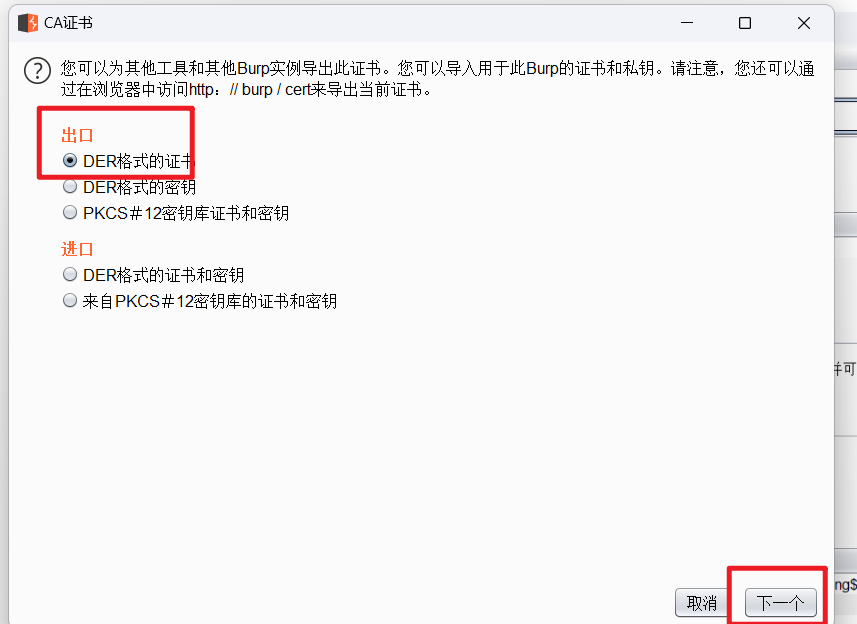 CA证书
您可以为其他工具和其他Burp实例导出此证书。您可以导入用于此Burp的证书和私钥。请注意，您还可以通
过在浏览器中访问http：// burp / cert来导出当前证书。
出口
DER格式的证书
DER格式的密钥
PKCS＃12密钥库证书和密钥
进口
DER格式的证书和密钥
来自PKCS＃12密钥库的证书和密钥
并可
ng$
取消
下一个